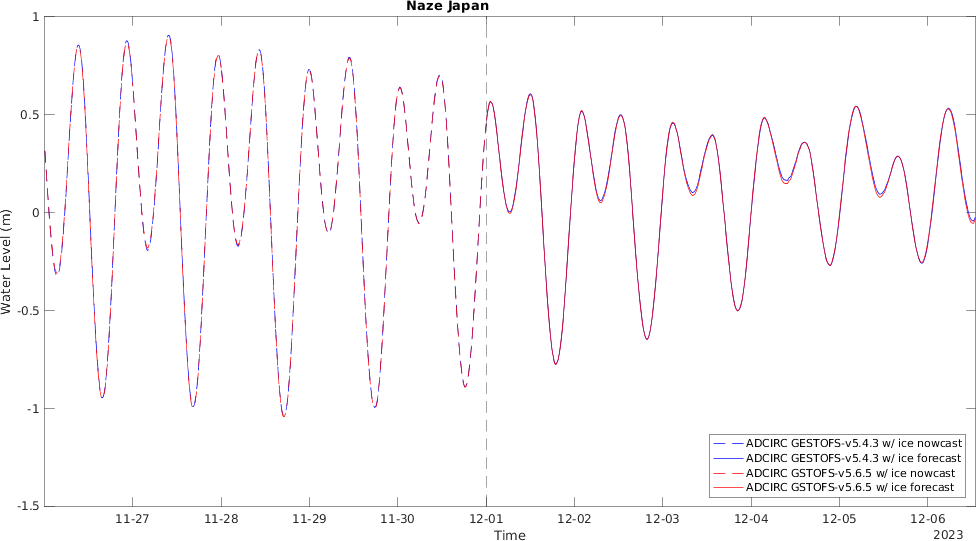 Naze Japan
1
0.5
0
-0.5
-1
-1.5
Water Level (m)
ADCIRC GESTOFS-v5.4.3 w/ ice nowcast
ADCIRC GESTOFS-v5.4.3 w/ ice forecast
ADCIRC GSTOFS-v5.6.5 w/ ice nowcast
ADCIRC GSTOFS-v5.6.5 w/ ice forecast
11-27 11-28 11-29 11-30 12-01 12-02 12-03 12-04 12-05 12-06
Time 2023